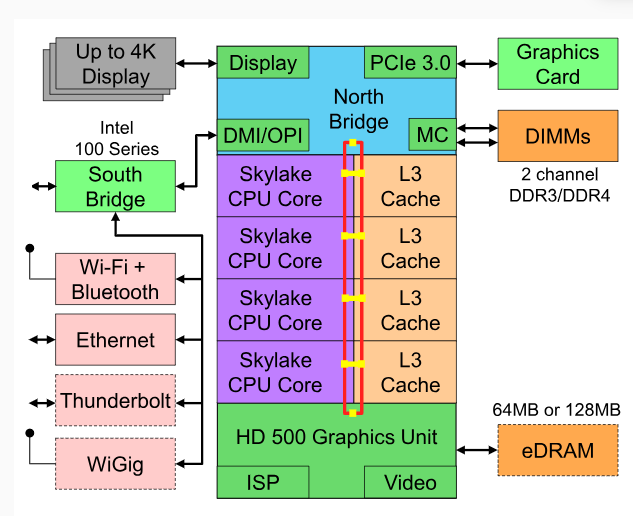 Up to 4K
Display
Display
PCIe 3.0
Graphics
Card
North
Bridge
Intel
100 Series
DMI/OPI
MC
DIMMs
2 channel
DDR3/DDR4
South
Bridge
Skylake
CPU Core
L3
Cache
Skylake
CPU Core
L3
Cache
Wi-Fi +
Bluetooth
Skylake
CPU Core
L3
Cache
Ethernet
Skylake
CPU Core
L3
Cache
Thunderbolt
HD 500 Graphics Unit
64MB or 128MB
eDRAM
WiGig
ISP
Video